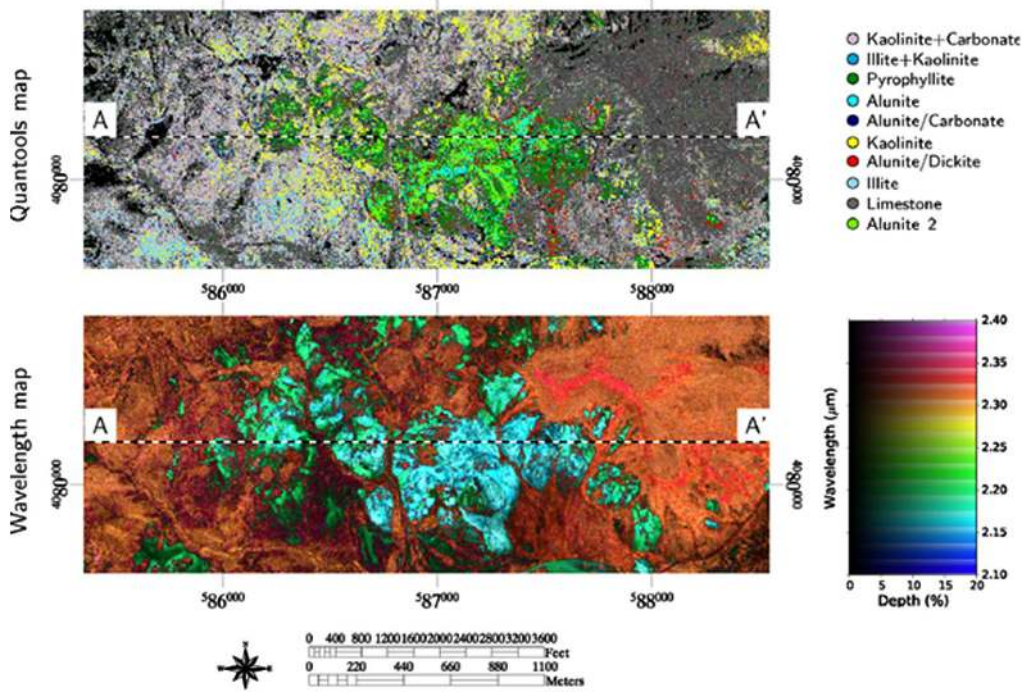 Quantools map
A
A'
4080000
4080000
586000
587000
588000
Kaolinite+Carbonate
Illite+Kaolinite
Pyrophyllite
Alunite
Alunite/Carbonate
Kaolinite
Alunite/Dickite
Illite
Limestone
Alunite 2
Wavelength map
A
A'
4080000
4080000
586000
587000
588000
2.40
2.35
2.30
2.25
2.20
2.15
2.10
Wavelength (μm)
0 5 10 15 20
Depth (%)
N
0 400 800 1200 1600 2000 2400 2800 3200 3600
Feet
0 220 440 660 880 1100
Meters